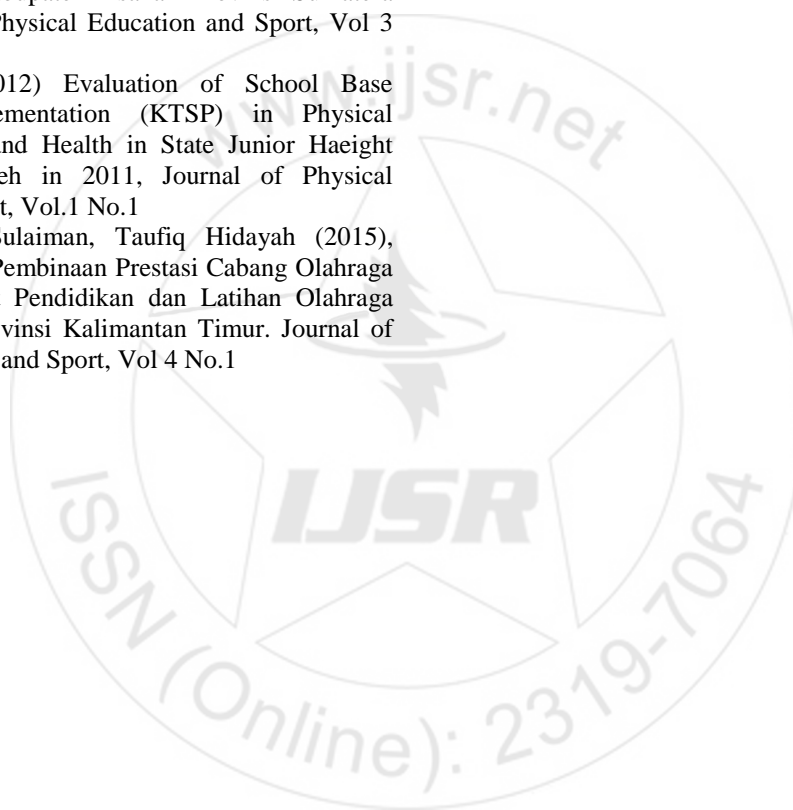 Physical Education and Sport, Vol 3
012) Evaluation of School Base
ementation (KTSP) in Physical
and Health in State Junior Haeight
eh in 2011, Journal of Physical
t, Vol.1 No.1
Sulaiman, Taufiq Hidayah (2015),
Pembinaan Prestasi Cabang Olahraga
Pendidikan dan Latihan Olahraga
vinsi Kalimantan Timur. Journal of
and Sport, Vol 4 No.1
www.ijsr.net
IJSR
ISSN (Online): 2319-7064